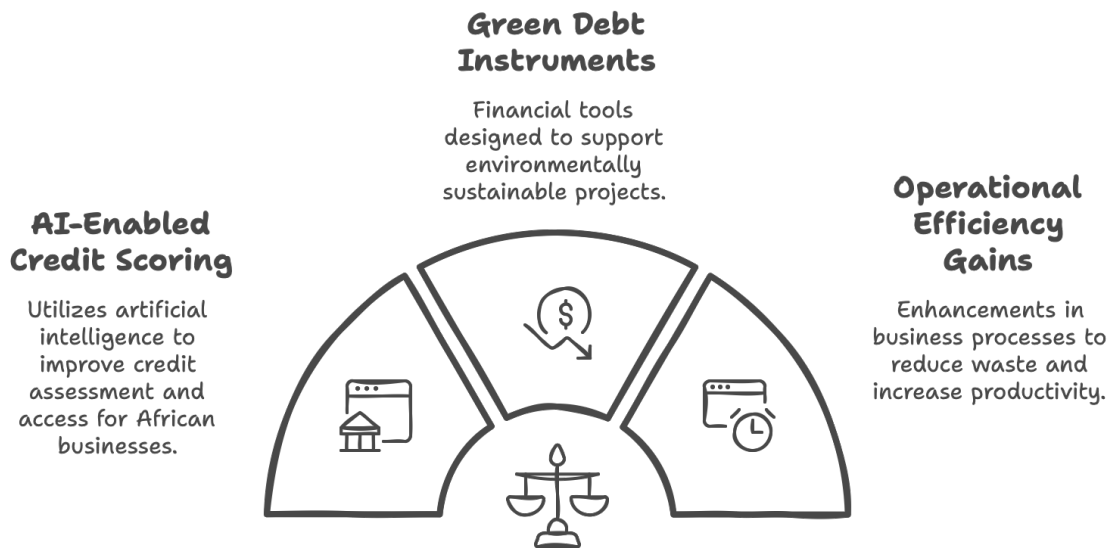 Green Debt
Instruments
Financial tools
designed to support
environmentally
sustainable projects.
AI-Enabled
Credit Scoring
Utilizes artificial
intelligence to
improve credit
assessment and
access for African
businesses.
Operational
Efficiency
Gains
Enhancements in
business processes to
reduce waste and
increase productivity.
$